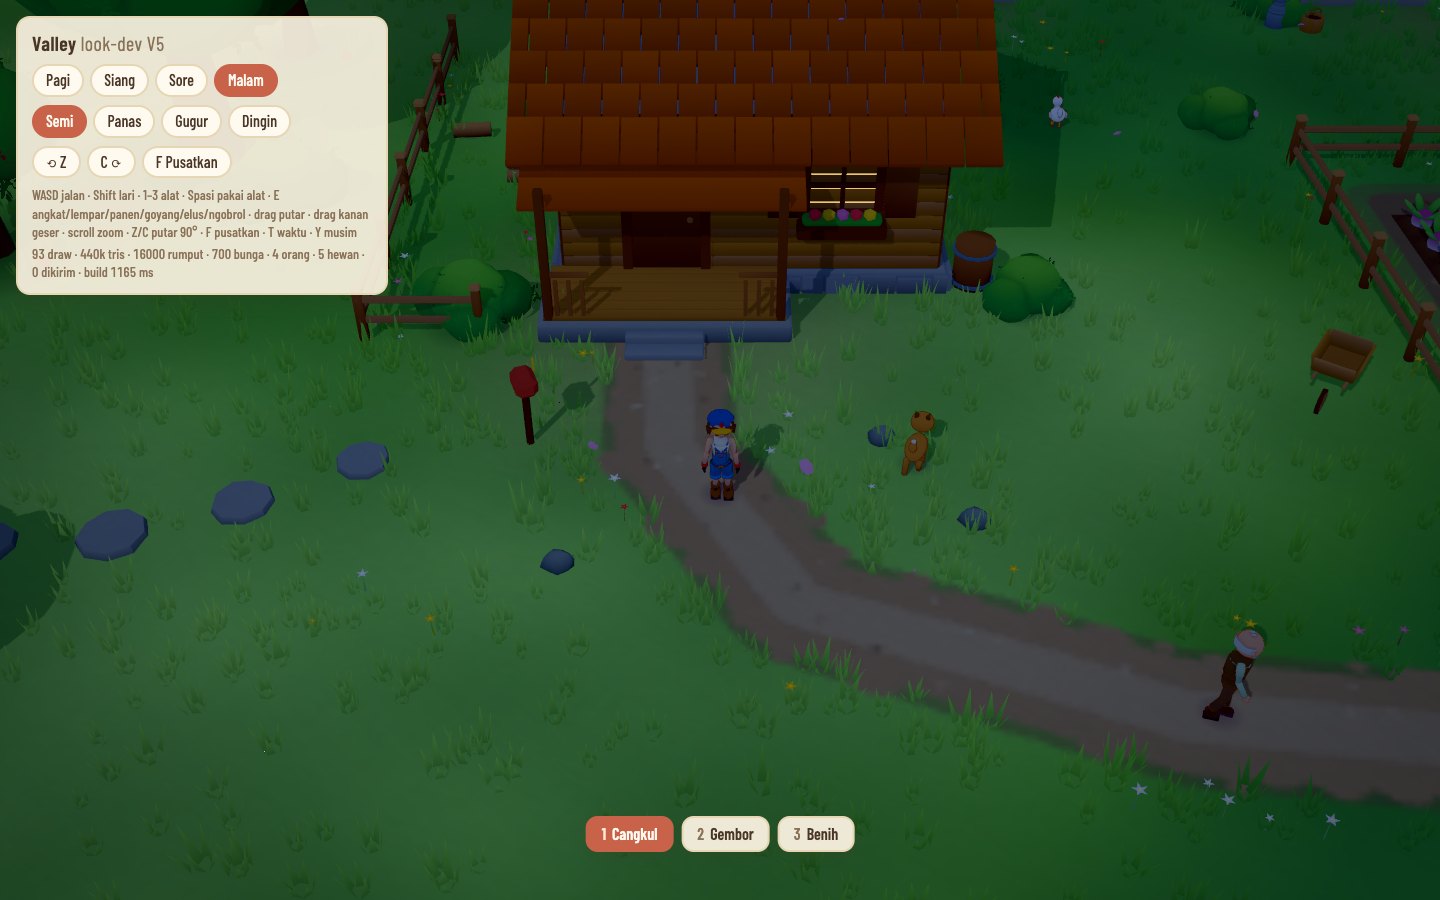 Valley look-dev V5
Pagi Siang Sore Malam
Semi Panas Gugur Dingin
⟲ Z C ⟳ F Pusatkan
WASD jalan · Shift lari · 1-3 alat · Spasi pakai alat · E
angkat/lempar/panen/goyang/elus/ngobrol · drag putar · drag kanan
geser · scroll zoom · Z/C putar 90° · F pusatkan · T waktu · Y musim
93 draw · 440k tris · 16000 rumput · 700 bunga · 4 orang · 5 hewan ·
0 dikirim · build 1165 ms
1 Cangkul 2 Gembor 3 Benih